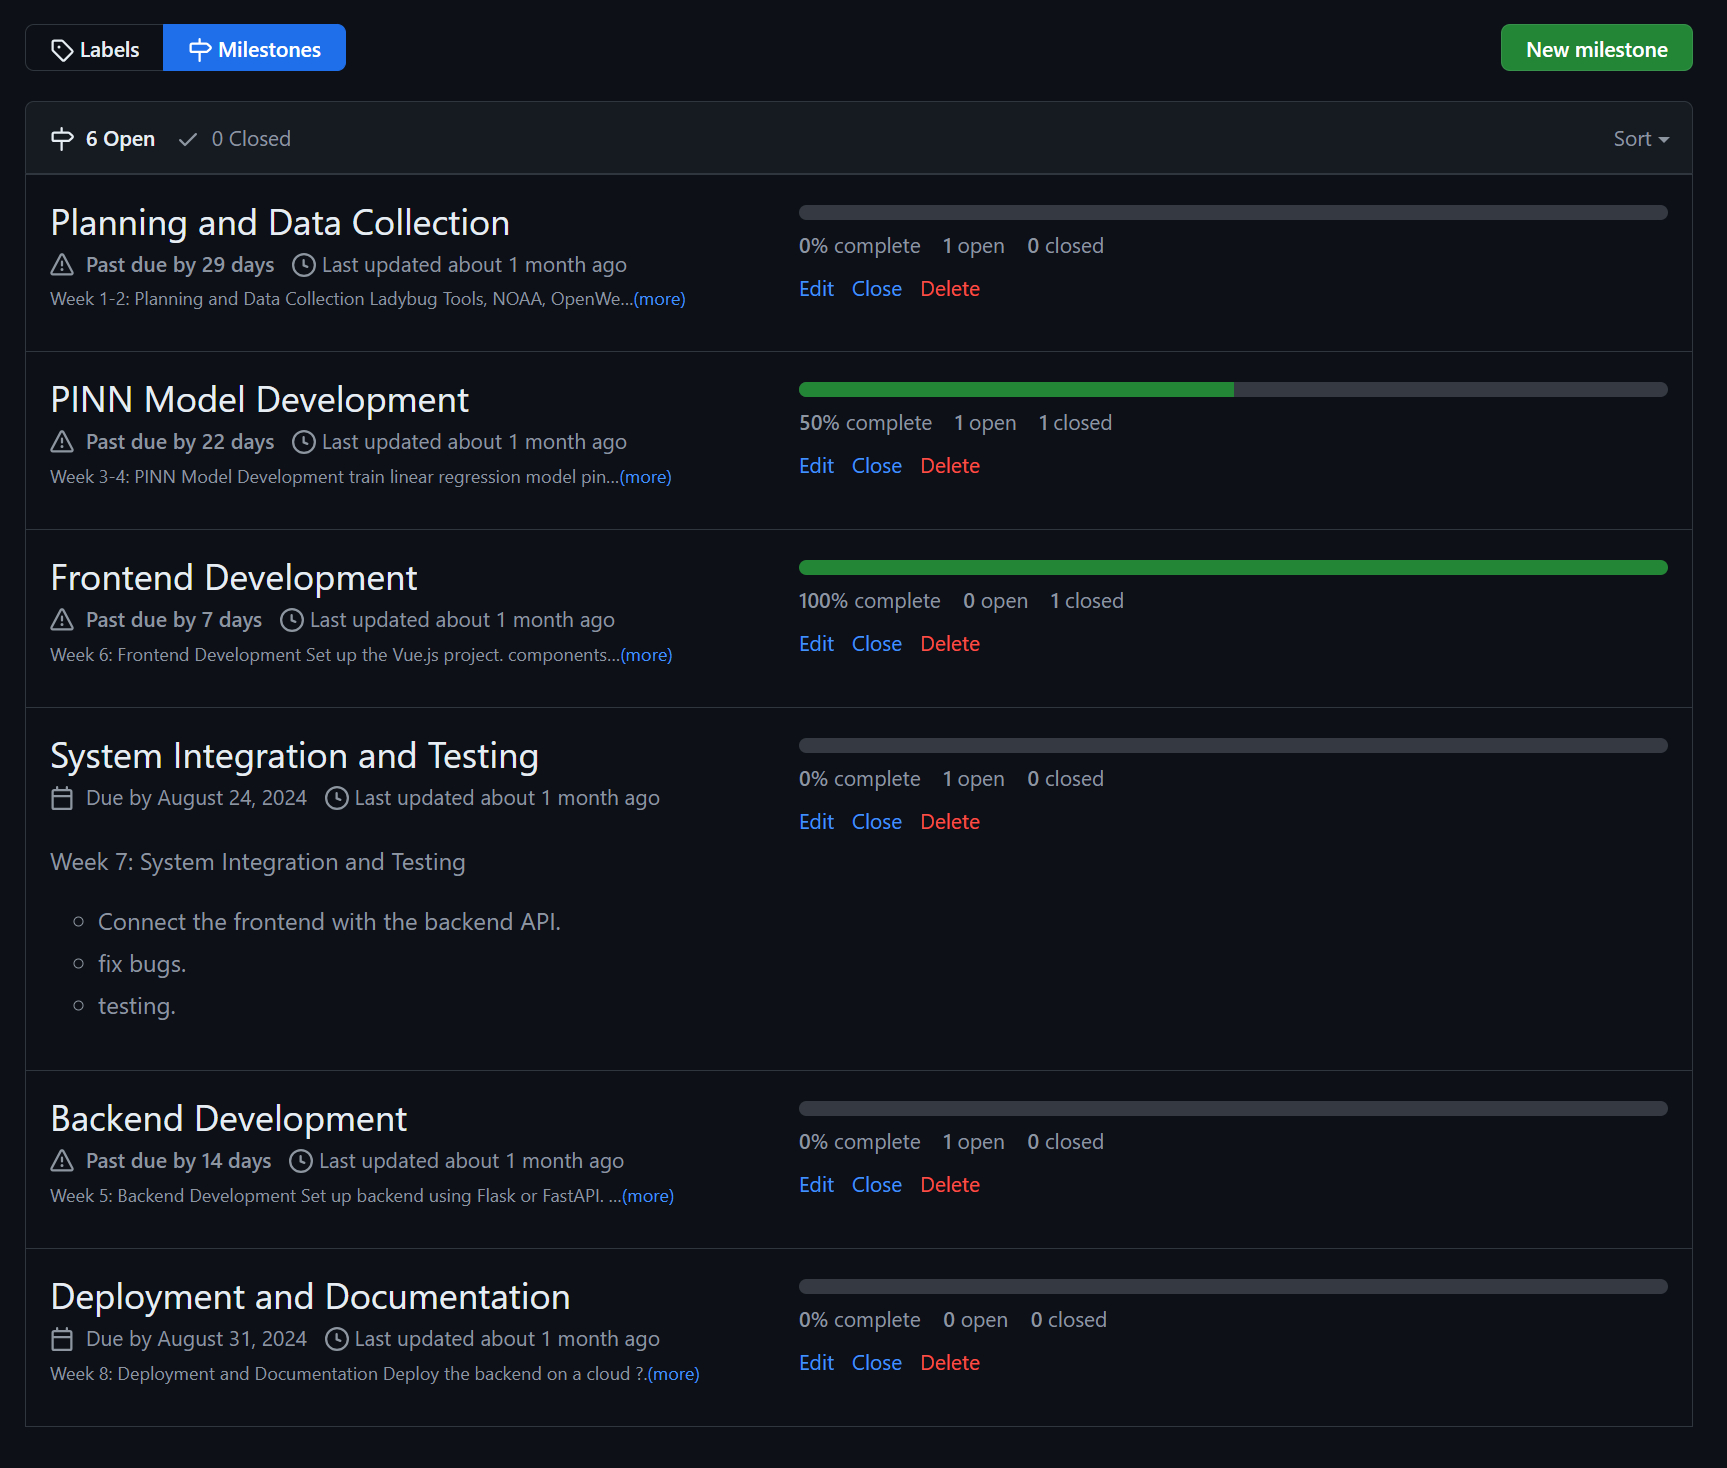 Labels
Milestones
New milestone
6 Open
0 Closed
Sort
Planning and Data Collection
Past due by 29 days Last updated about 1 month ago
Week 1-2: Planning and Data Collection Ladybug Tools, NOAA, OpenWe...(more)
0% complete 1 open 0 closed
Edit Close Delete
PINN Model Development
Past due by 22 days Last updated about 1 month ago
Week 3-4: PINN Model Development train linear regression model pin...(more)
50% complete 1 open 1 closed
Edit Close Delete
Frontend Development
Past due by 7 days Last updated about 1 month ago
Week 6: Frontend Development Set up the Vue.js project. components...(more)
100% complete 0 open 1 closed
Edit Close Delete
System Integration and Testing
Due by August 24, 2024 Last updated about 1 month ago
Week 7: System Integration and Testing
Connect the frontend with the backend API.
fix bugs.
testing.
0% complete 1 open 0 closed
Edit Close Delete
Backend Development
Past due by 14 days Last updated about 1 month ago
Week 5: Backend Development Set up backend using Flask or FastAPI. ...(more)
0% complete 1 open 0 closed
Edit Close Delete
Deployment and Documentation
Due by August 31, 2024 Last updated about 1 month ago
Week 8: Deployment and Documentation Deploy the backend on a cloud ?.(more)
0% complete 0 open 0 closed
Edit Close Delete